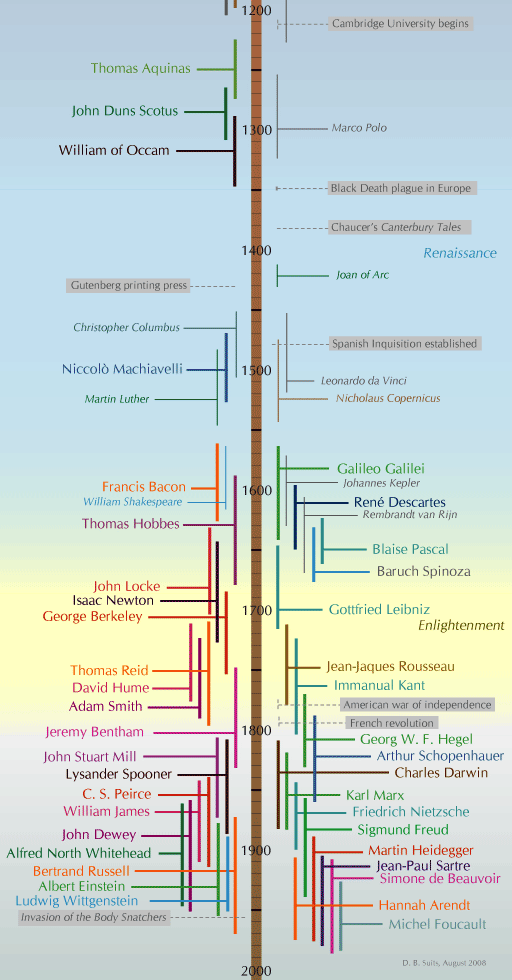 1200
Cambridge University begins
Thomas Aquinas
John Duns Scotus
1300
Marco Polo
William of Occam
Black Death plague in Europe
Chaucer's Canterbury Tales
1400
Renaissance
Joan of Arc
Gutenberg printing press
Christopher Columbus
Spanish Inquisition established
Niccolò Machiavelli
1500
Leonardo da Vinci
Martin Luther
Nicholaus Copernicus
Galileo Galilei
Francis Bacon
1600
Johannes Kepler
William Shakespeare
René Descartes
Thomas Hobbes
Rembrandt van Rijn
Blaise Pascal
Baruch Spinoza
John Locke
Isaac Newton
George Berkeley
1700
Gottfried Leibniz
Enlightenment
Thomas Reid
Jean-Jaques Rousseau
David Hume
Immanual Kant
Adam Smith
American war of independence
French revolution
Jeremy Bentham
1800
Georg W. F. Hegel
John Stuart Mill
Arthur Schopenhauer
Lysander Spooner
Charles Darwin
C. S. Peirce
Karl Marx
William James
Friedrich Nietzsche
John Dewey
Sigmund Freud
Alfred North Whitehead
1900
Martin Heidegger
Bertrand Russell
Jean-Paul Sartre
Albert Einstein
Simone de Beauvoir
Ludwig Wittgenstein
Hannah Arendt
Invasion of the Body Snatchers
Michel Foucault
D. B. Suits, August 2008
2000